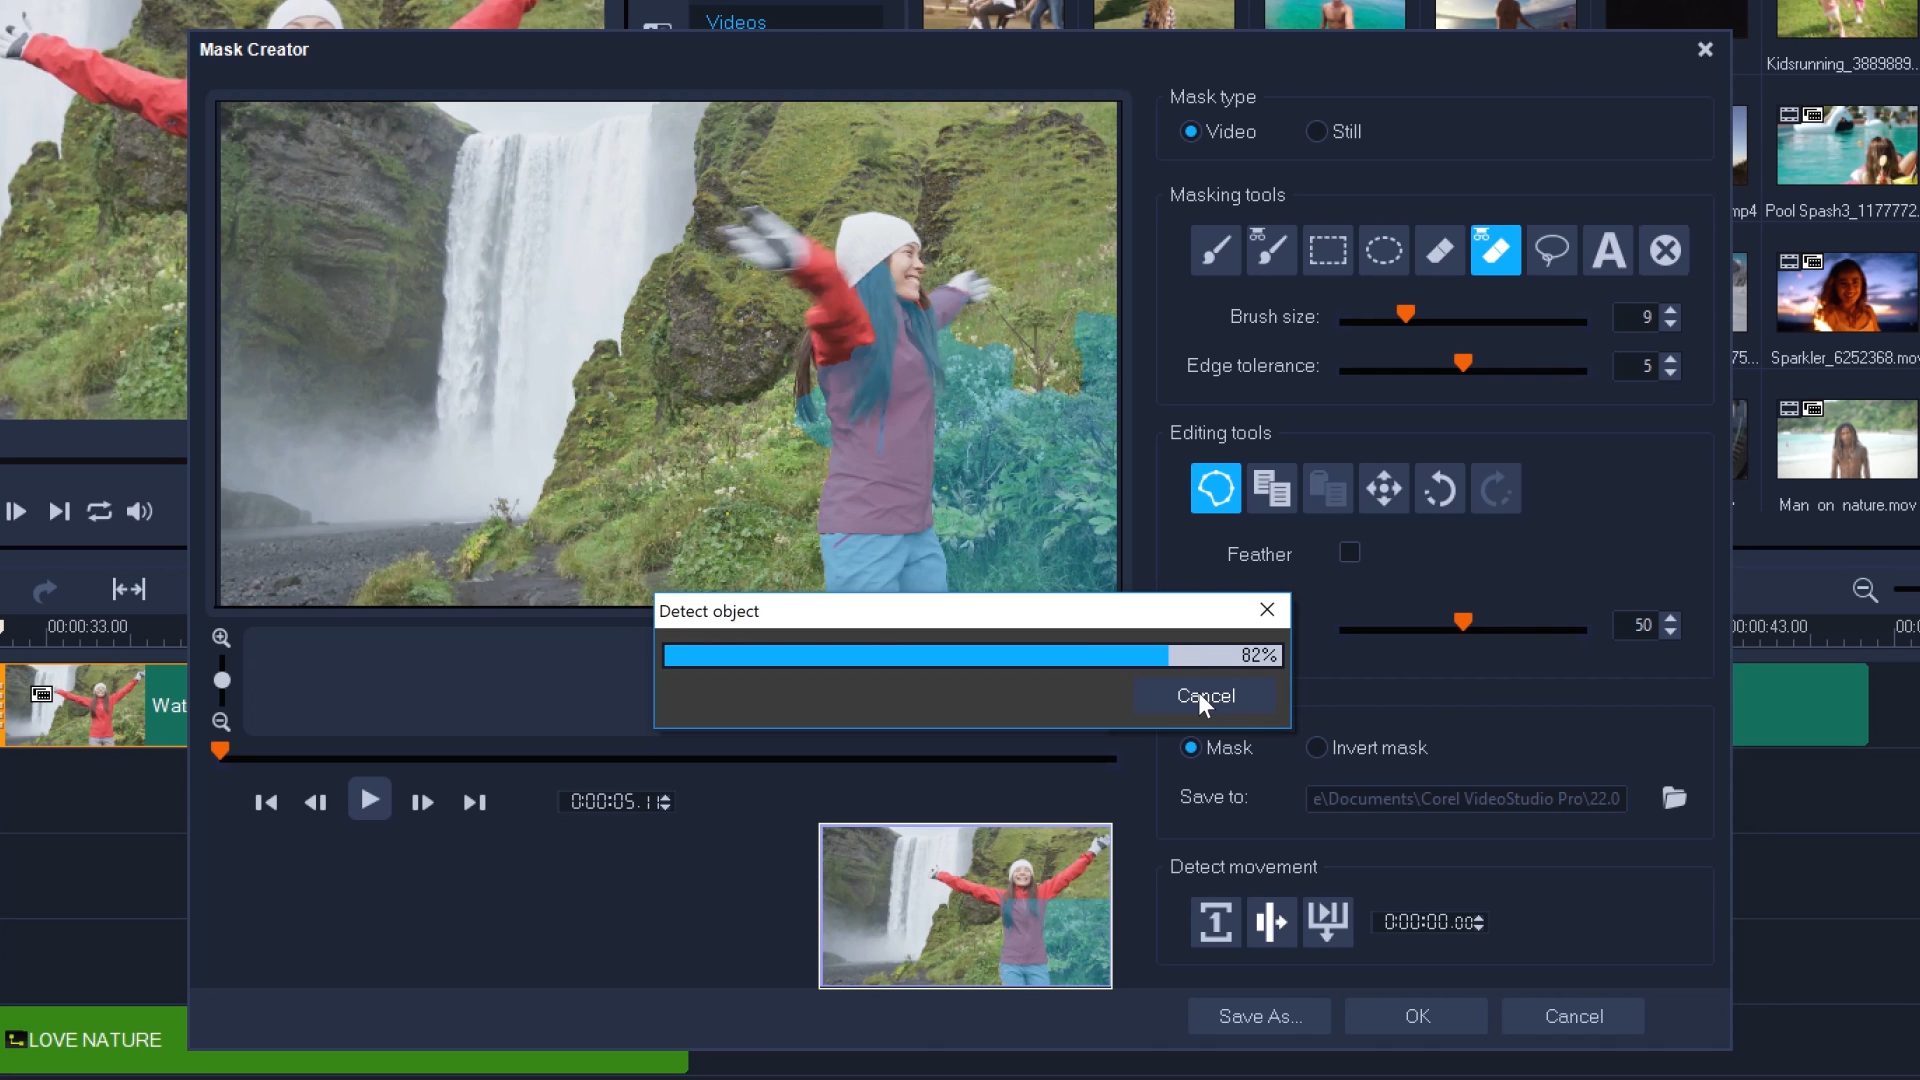 Videos
Mask Creator
Kidsrunning_3889889..
Mask type
Video
Still
Masking tools
mp4
Pool Spash3_1177772.
A
Brush size:
9
75...
Sparkler_6252368.mov
Edge tolerance:
5
Editing tools
Man on nature.mov
Feather
Detect object
00:00:33.00
50
00:00:43.00
00:0
82%
Cancel
Wat
Mask
Invert mask
Save to:
e\Documents\Corel VideoStudio Pro\22.0
0:00:05.11
Detect movement
1
0:00:00.00
Save As...
OK
Cancel
LOVE NATURE